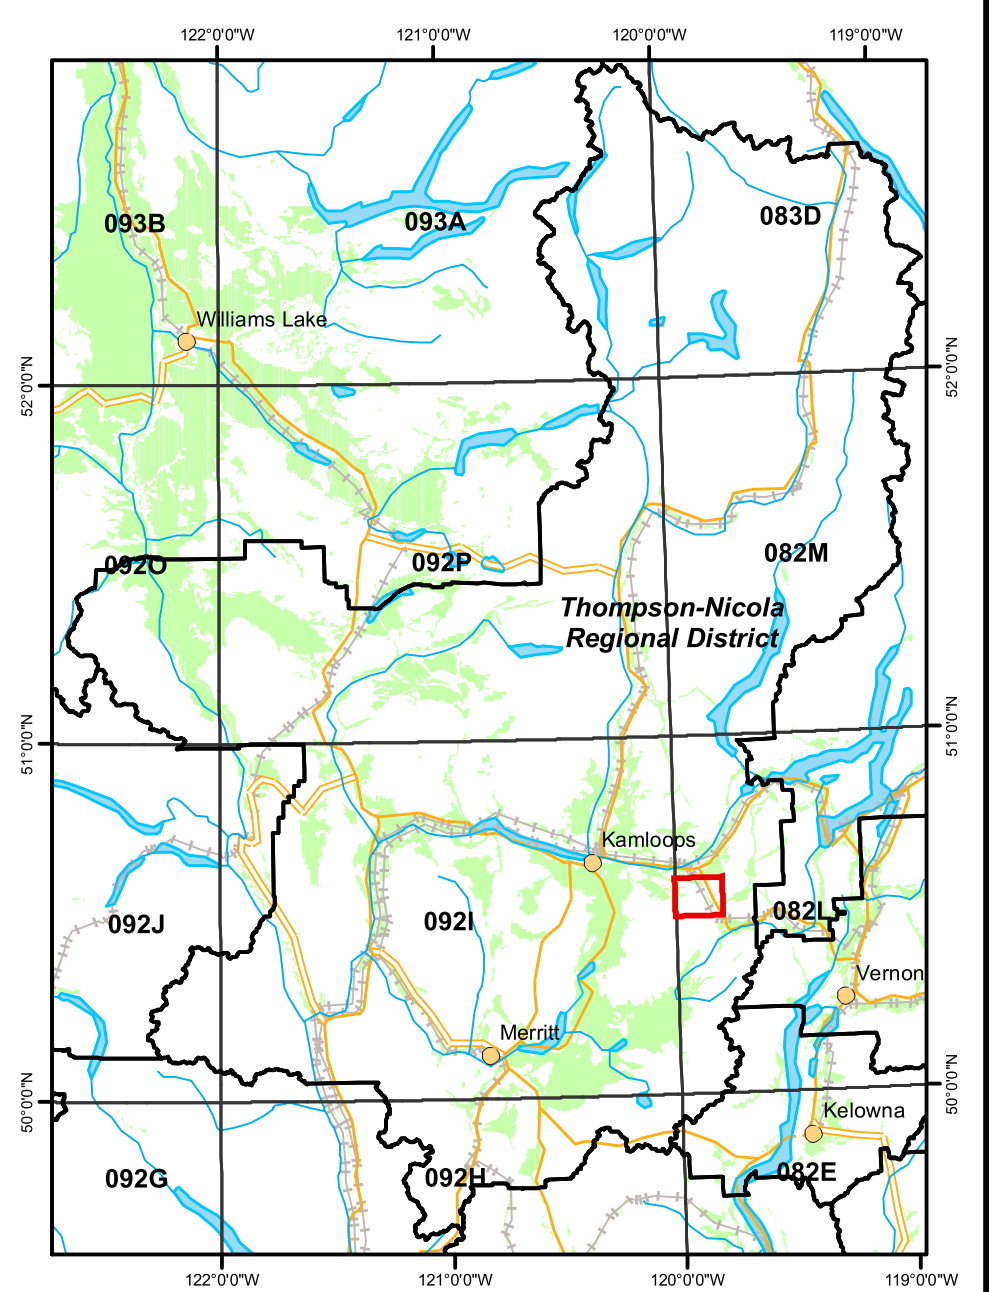 122°0'0"W
121°0'0"W
120°0'0"W
119°0'0"W
093B
093A
083D
Williams Lake
52°0'0"N
52°0'0"N
092O
092P
082M
Thompson-Nicola
Regional District
51°0'0"N
51°0'0"N
Kamloops
092J
092I
082L
Vernon
Merritt
50°0'0"N
50°0'0"N
Kelowna
092G
092H
082E
122°0'0"W
121°0'0"W
120°0'0"W
119°0'0"W